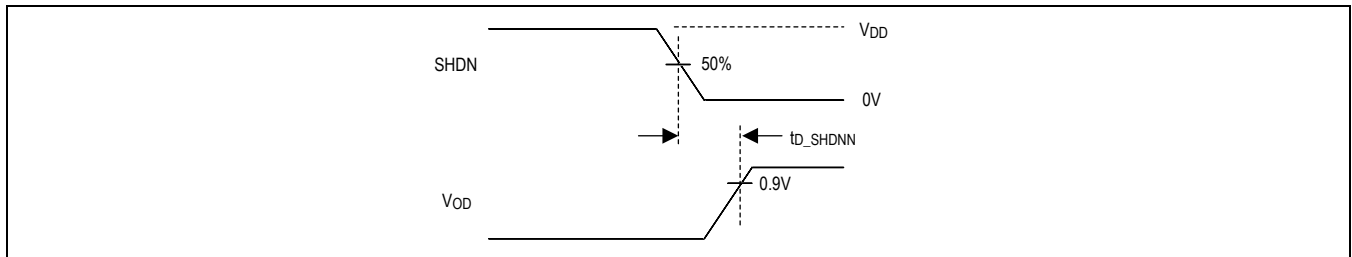 VDD
SHDN
50%
0V
tD_SHDNN
0.9V
VOD